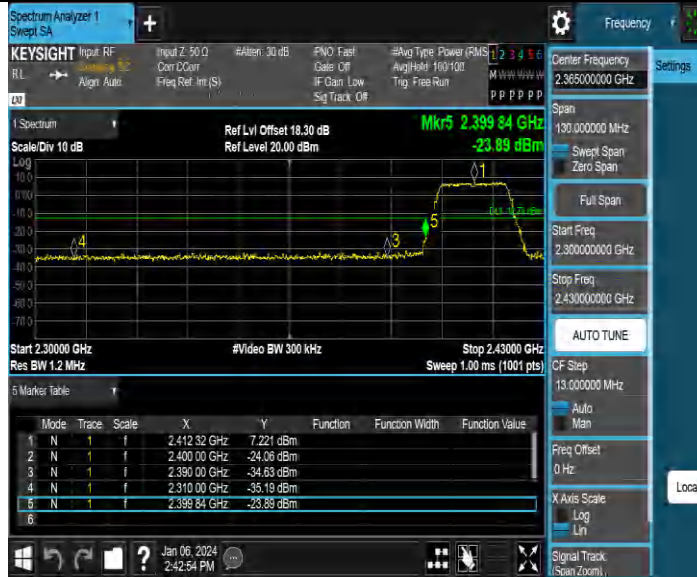 Spectrum Analyzer 1
Swept SA
+
Frequency
KEYSIGHT Input: RF
Input Z: 50 Ω
#Atten: 30 dB
PNO: Fast
#Avg Type: Power (RMS
1 2 3 4 5 6
RL
Align: Auto
Corr CCorr
Freq Ref: Int (S)
Gate: Off
IF Gain: Low
Sig Track: Off
Avg|Hold: 100/100
Trig: Free Run
M W W W W W
P P P P P P
LXI
1 Spectrum
Scale/Div 10 dB
Ref Lvl Offset 18.30 dB
Ref Level 20.00 dBm
Mkr5 2.399 84 GHz
-23.89 dBm
Log
10.0
0.00
-10.0
-20.0
-30.0
-40.0
-50.0
-60.0
-70.0
1
5
4
3
Start 2.30000 GHz
#Video BW 300 kHz
Stop 2.43000 GHz
Res BW 1.2 MHz
Sweep 1.00 ms (1001 pts)
5 Marker Table
Mode Trace Scale X Y Function Function Width Function Value
1 N 1 f 2.412 32 GHz 7.221 dBm
2 N 1 f 2.400 00 GHz -24.06 dBm
3 N 1 f 2.390 00 GHz -34.63 dBm
4 N 1 f 2.310 00 GHz -35.19 dBm
5 N 1 f 2.399 84 GHz -23.89 dBm
6
?
Jan 06, 2024
2:42:54 PM
Center Frequency
2.365000000 GHz
Settings
Span
130.000000 MHz
Swept Span
Zero Span
Full Span
Start Freq
2.300000000 GHz
Stop Freq
2.430000000 GHz
AUTO TUNE
CF Step
13.000000 MHz
Auto
Man
Freq Offset
0 Hz
Loca
X Axis Scale
Log
Lin
Signal Track
(Span Zoom)